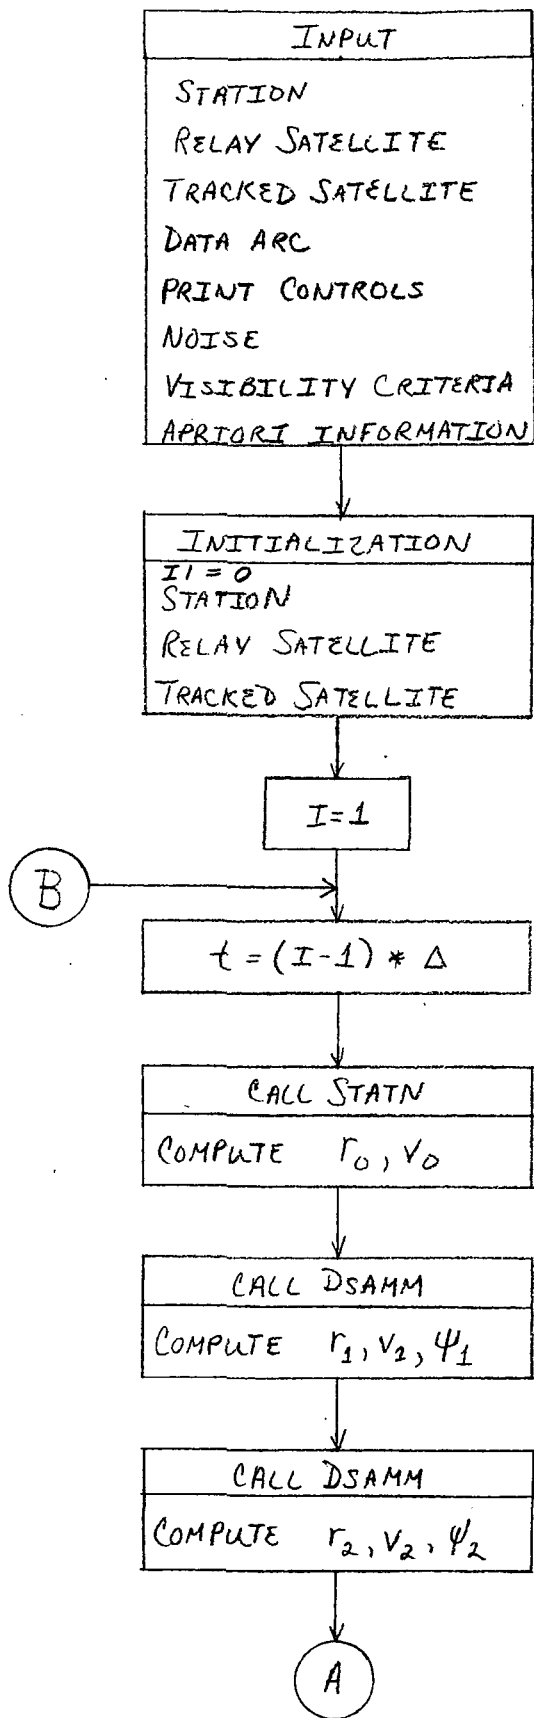 INPUT
STATION
RELAY SATELLITE
TRACKED SATELLITE
DATA ARC
PRINT CONTROLS
NOISE
VISIBILITY CRITERIA
APRIORI INFORMATION
INITIALIZATION
I1 = 0
STATION
RELAY SATELLITE
TRACKED SATELLITE
I=1
B
t = (I-1) * Δ
CALL STATN
COMPUTE r₀, v₀
CALL DSAMM
COMPUTE r₁, v₂, ψ₁
CALL DSAMM
COMPUTE r₂, v₂, ψ₂
A